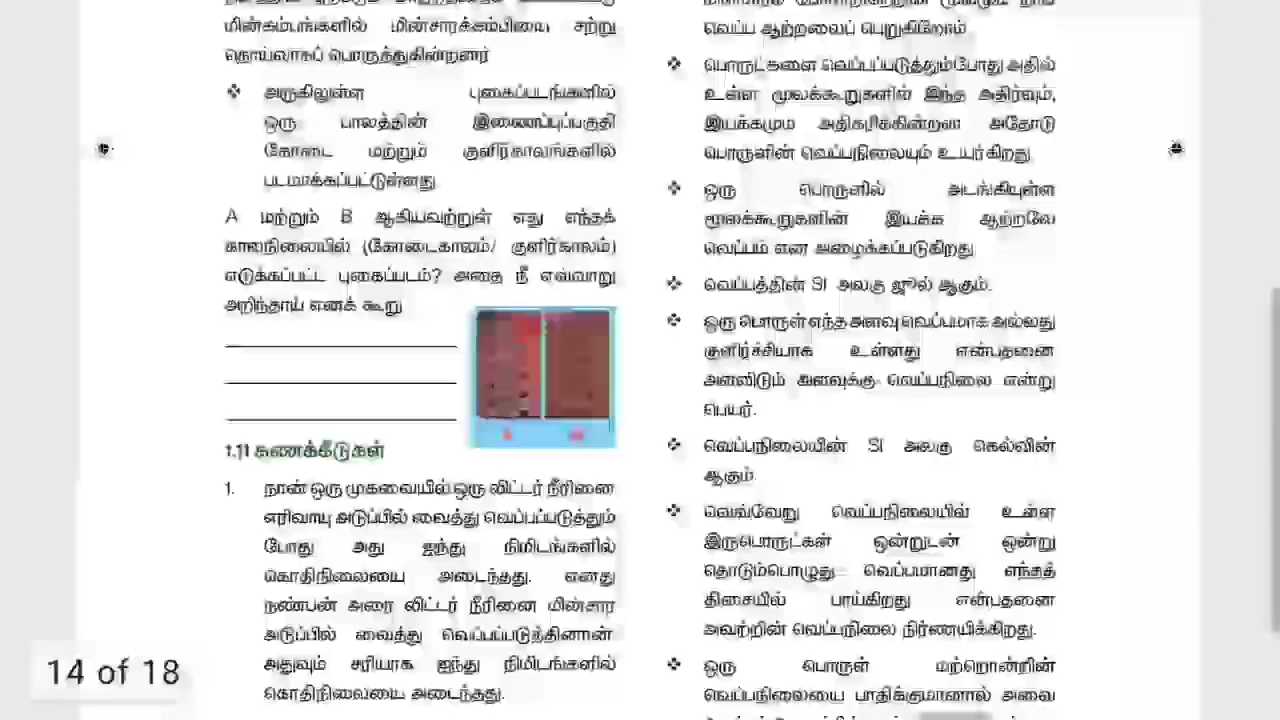 மின்கம்பங்களில் மின்சாரக்கம்பியை சற்று
தொய்வாகப் பொருத்துகின்றனர்
❖ அருகிலுள்ள புகைப்படங்களில்
ஒரு பாலத்தின் இணைப்புப்பகுதி
கோடை மற்றும் குளிர்காலங்களில்
படமாக்கப்பட்டுள்ளது
A மற்றும் B ஆகியவற்றுள் எது எந்தக்
காலநிலையில் (கோடைகாலம்/ குளிர்காலம்)
எடுக்கப்பட்ட புகைப்படம்? அதை நீ எவ்வாறு
அறிந்தாய் எனக் கூறு
1.11 கணக்கீடுகள்
1. நான் ஒரு முகவையில் ஒரு லிட்டர் நீரினை
எரிவாயு அடுப்பில் வைத்து வெப்பப்படுத்தும்
போது அது ஐந்து நிமிடங்களில்
கொதிநிலையை அடைந்தது. எனது
நண்பன் அரை லிட்டர் நீரினை மின்சார
அடுப்பில் வைத்து வெப்பப்படுத்தினான்
அதுவும் சரியாக ஐந்து நிமிடங்களில்
கொதிநிலையை அடைந்தது.
வெப்ப ஆற்றலைப் பெறுகிறோம்
❖ பொருட்களை வெப்பப்படுத்தும்போது அதில்
உள்ள மூலக்கூறுகளில் இந்த அதிர்வும்,
இயக்கமும் அதிகரிக்கின்றன அதோடு
பொருளின் வெப்பநிலையும் உயர்கிறது
❖ ஒரு பொருளில் அடங்கியுள்ள
மூலக்கூறுகளின் இயக்க ஆற்றலே
வெப்பம் என அழைக்கப்படுகிறது
❖ வெப்பத்தின் SI அலகு ஜூல் ஆகும்.
❖ ஒரு பொருள் எந்த அளவு வெப்பமாக அல்லது
குளிர்ச்சியாக உள்ளது என்பதனை
அளவிடும் அளவுக்கு வெப்பநிலை என்று
பெயர்.
❖ வெப்பநிலையின் SI அலகு கெல்வின்
ஆகும்
❖ வெவ்வேறு வெப்பநிலையில் உள்ள
இருபொருட்கள் ஒன்றுடன் ஒன்று
தொடும்பொழுது வெப்பமானது எந்தத்
திசையில் பாய்கிறது என்பதனை
அவற்றின் வெப்பநிலை நிர்ணயிக்கிறது.
❖ ஒரு பொருள் மற்றொன்றின்
வெப்பநிலையை பாதிக்குமானால் அவை
14 of 18